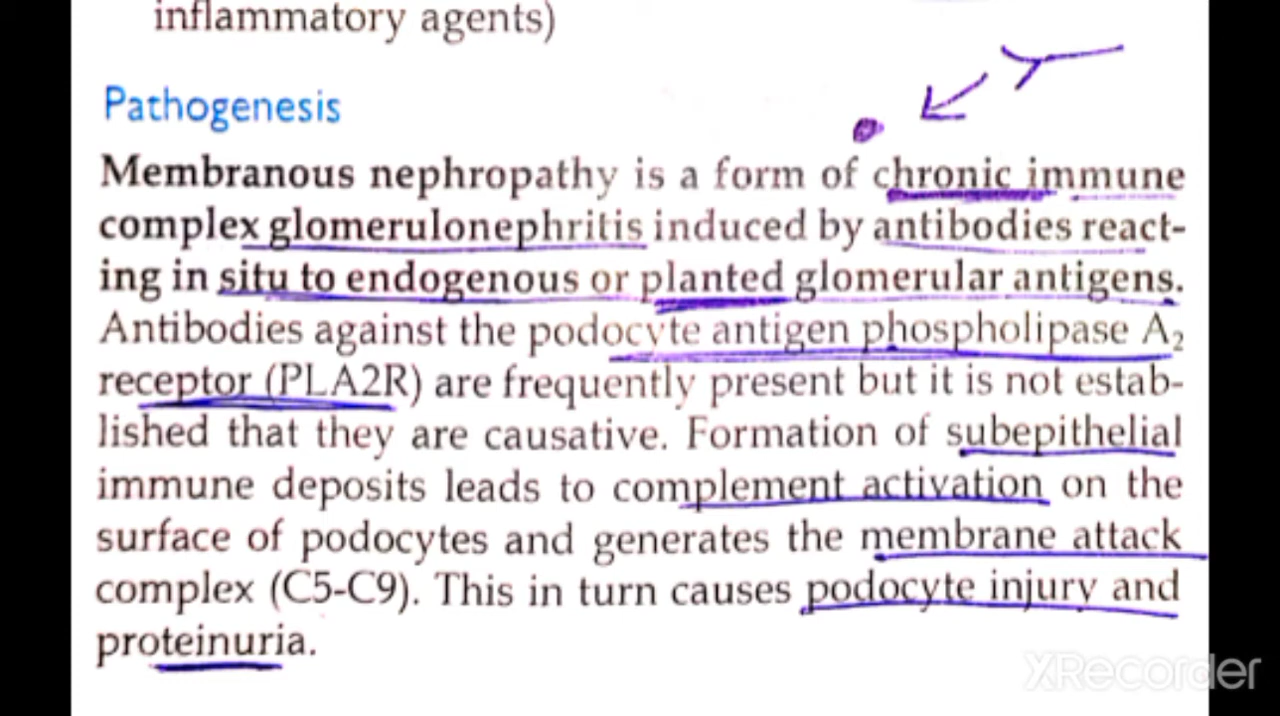 inflammatory agents)
Pathogenesis
Membranous nephropathy is a form of chronic immune
complex glomerulonephritis induced by antibodies react-
ing in situ to endogenous or planted glomerular antigens.
Antibodies against the podocyte antigen phospholipase A₂
receptor (PLA2R) are frequently present but it is not estab-
lished that they are causative. Formation of subepithelial
immune deposits leads to complement activation on the
surface of podocytes and generates the membrane attack
complex (C5-C9). This in turn causes podocyte injury and
proteinuria.
XRecorder